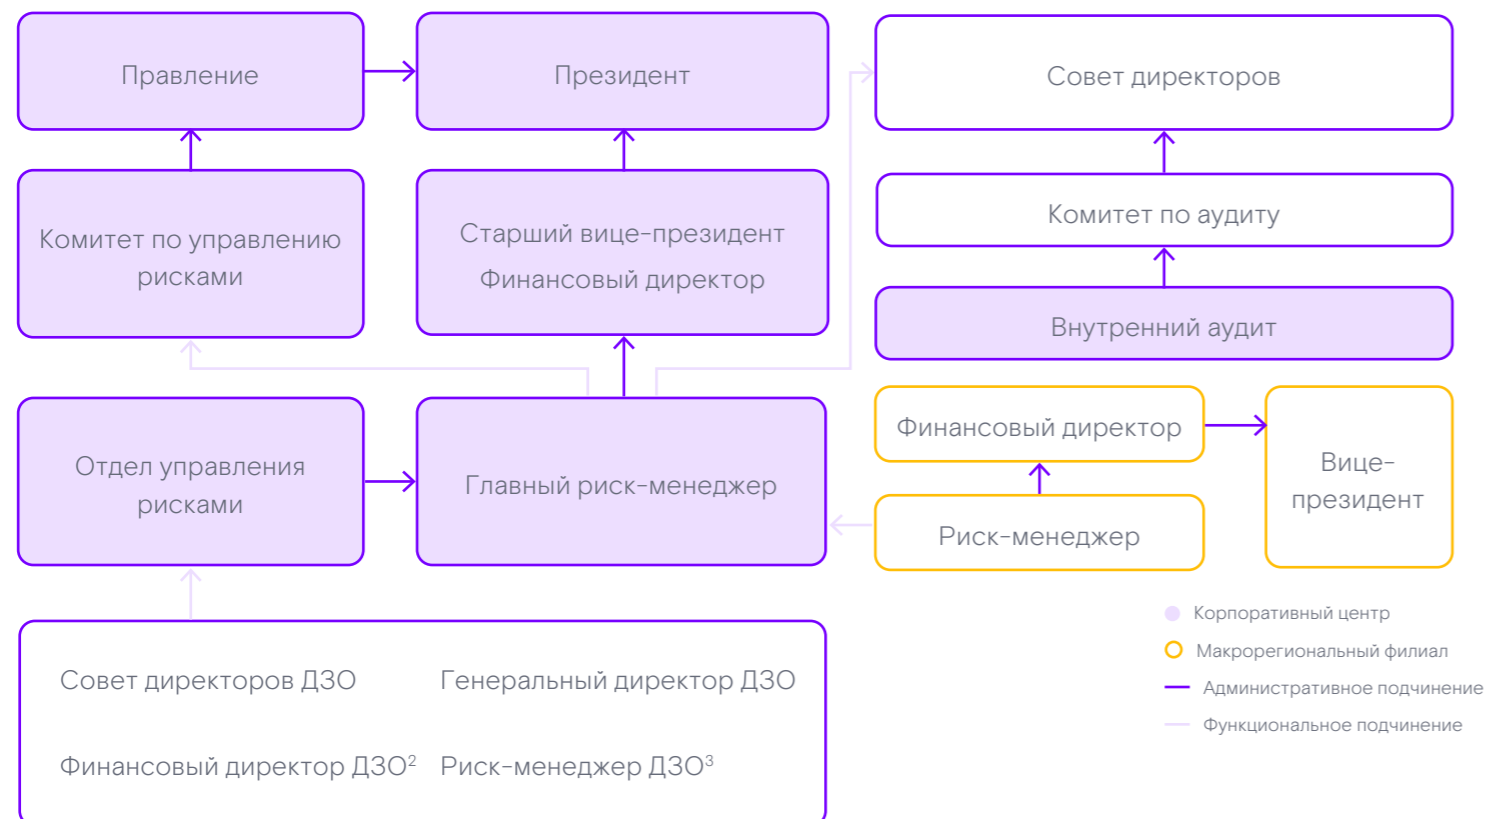 Правление
Президент
Совет директоров
Комитет по управлению
рисками
Старший вице-президент
Финансовый директор
Комитет по аудиту
Внутренний аудит
Отдел управления
рисками
Главный риск-менеджер
Финансовый директор
Риск-менеджер
Вице-
президент
Совет директоров ДЗО
Генеральный директор ДЗО
Финансовый директор ДЗО²
Риск-менеджер ДЗО³
Корпоративный центр
Макрорегиональный филиал
Административное подчинение
Функциональное подчинение